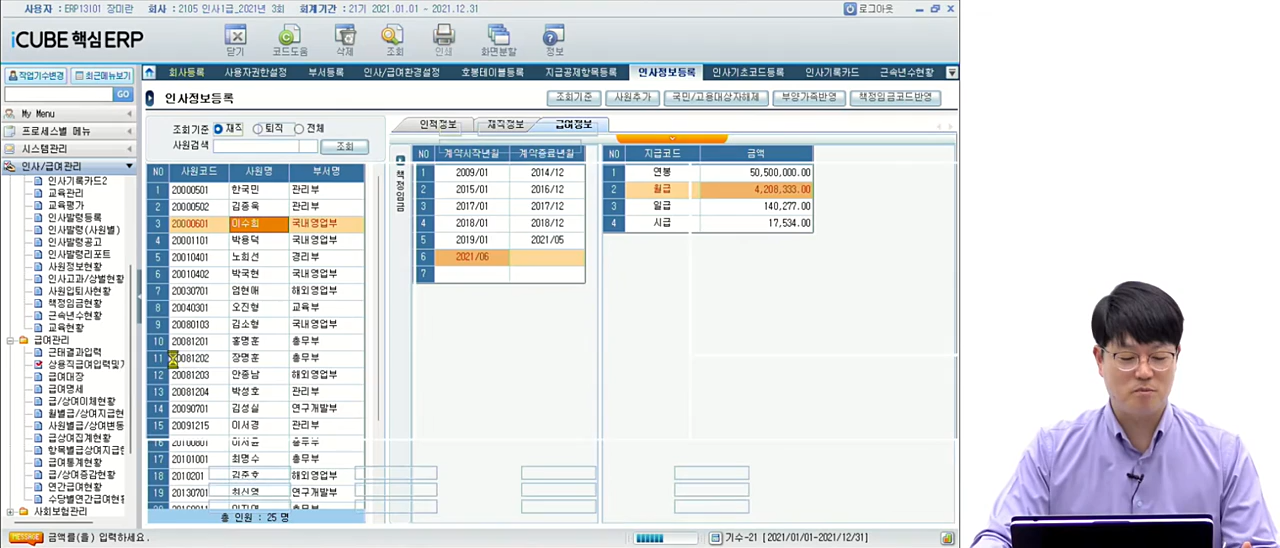 사용자 : ERP13I01 장미란 회사 : 2105 인사1급_2021년 3회 회계기간 : 21기 2021.01.01 ~ 2021.12.31 로그아웃
iCUBE 핵심ERP
닫기 코드도움 삭제 조회 인쇄 화면분할 정보
작업기수변경 최근메뉴보기
회사등록 사용자권한설정 부서등록 인사/급여환경설정 호봉테이블등록 지급공제항목등록 인사정보등록 인사기초코드등록 인사기록카드 근속년수현황
GO
인사정보등록
조회기준 사원추가 국민/고용대상자해제 부양가족반영 책정임금코드반영
My Menu
프로세스별 메뉴
시스템관리
인사/급여관리
인사기록카드2
교육관리
교육평가
인사발령등록
인사발령(사원별)
인사발령공고
인사발령리포트
사원정보현황
인사고과/상벌현황
사원입퇴사현황
책정임금현황
근속년수현황
교육현황
급여관리
근태결과입력
상용직급여입력및
급여대장
급여명세
급/상여이체현황
월별급/상여지급현
사원별급/상여변동
급상여집계현황
항목별급상여지급
급여통계현황
급/상여증감현황
연간급여현황
수당별연간급여현
사회보험관리
조회기준 재직 퇴직 전체
사원검색 조회
NO 사원코드 사원명 부서명
1 20000501 한국민 관리부
2 20000502 김종욱 관리부
3 20000601 이수희 국내영업부
4 20001101 박용덕 국내영업부
5 20010401 노희선 경리부
6 20010402 박국현 국내영업부
7 20030701 엄현애 해외영업부
8 20040301 오진형 교육부
9 20080103 김소형 국내영업부
10 20081201 홍명훈 총무부
11 081202 장명훈 총무부
12 20081203 안종남 해외영업부
13 20081204 박성호 관리부
14 20090701 김성실 연구개발부
15 20091215 이서경 관리부
16 20100801 총무부
17 20101001 최명수 총무부
18 2010201 김주호 해외영업부
19 20130701 최신영 연구개발부
총 인원 : 25 명
인적정보 재직정보 급여정보
책정임금
NO 계약시작년월 계약종료년월
1 2009/01 2014/12
2 2015/01 2016/12
3 2017/01 2017/12
4 2018/01 2018/12
5 2019/01 2021/05
6 2021/06
7
NO 지급코드 금액
1 연봉 50,500,000.00
2 월급 4,208,333.00
3 일급 140,277.00
4 시급 17,534.00
MESSAGE 금액를(을) 입력하세요. 기수-21 [2021/01/01~2021/12/31]